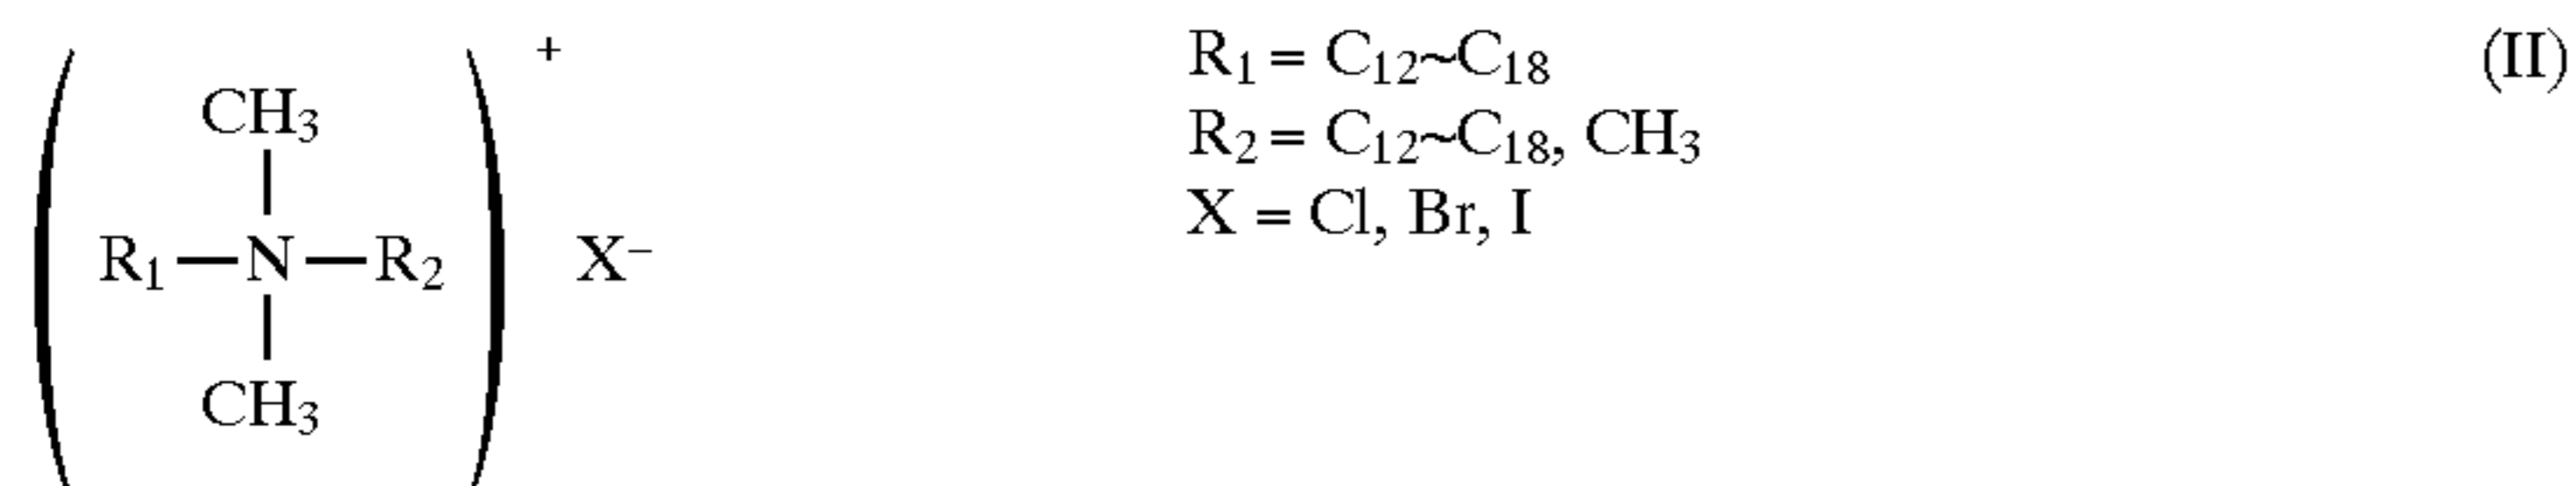 R₁ = C₁₂~C₁₈ (II)
R₂ = C₁₂~C₁₈, CH₃
X = Cl, Br, I
+
CH₃
R₁—N—R₂ X⁻
CH₃